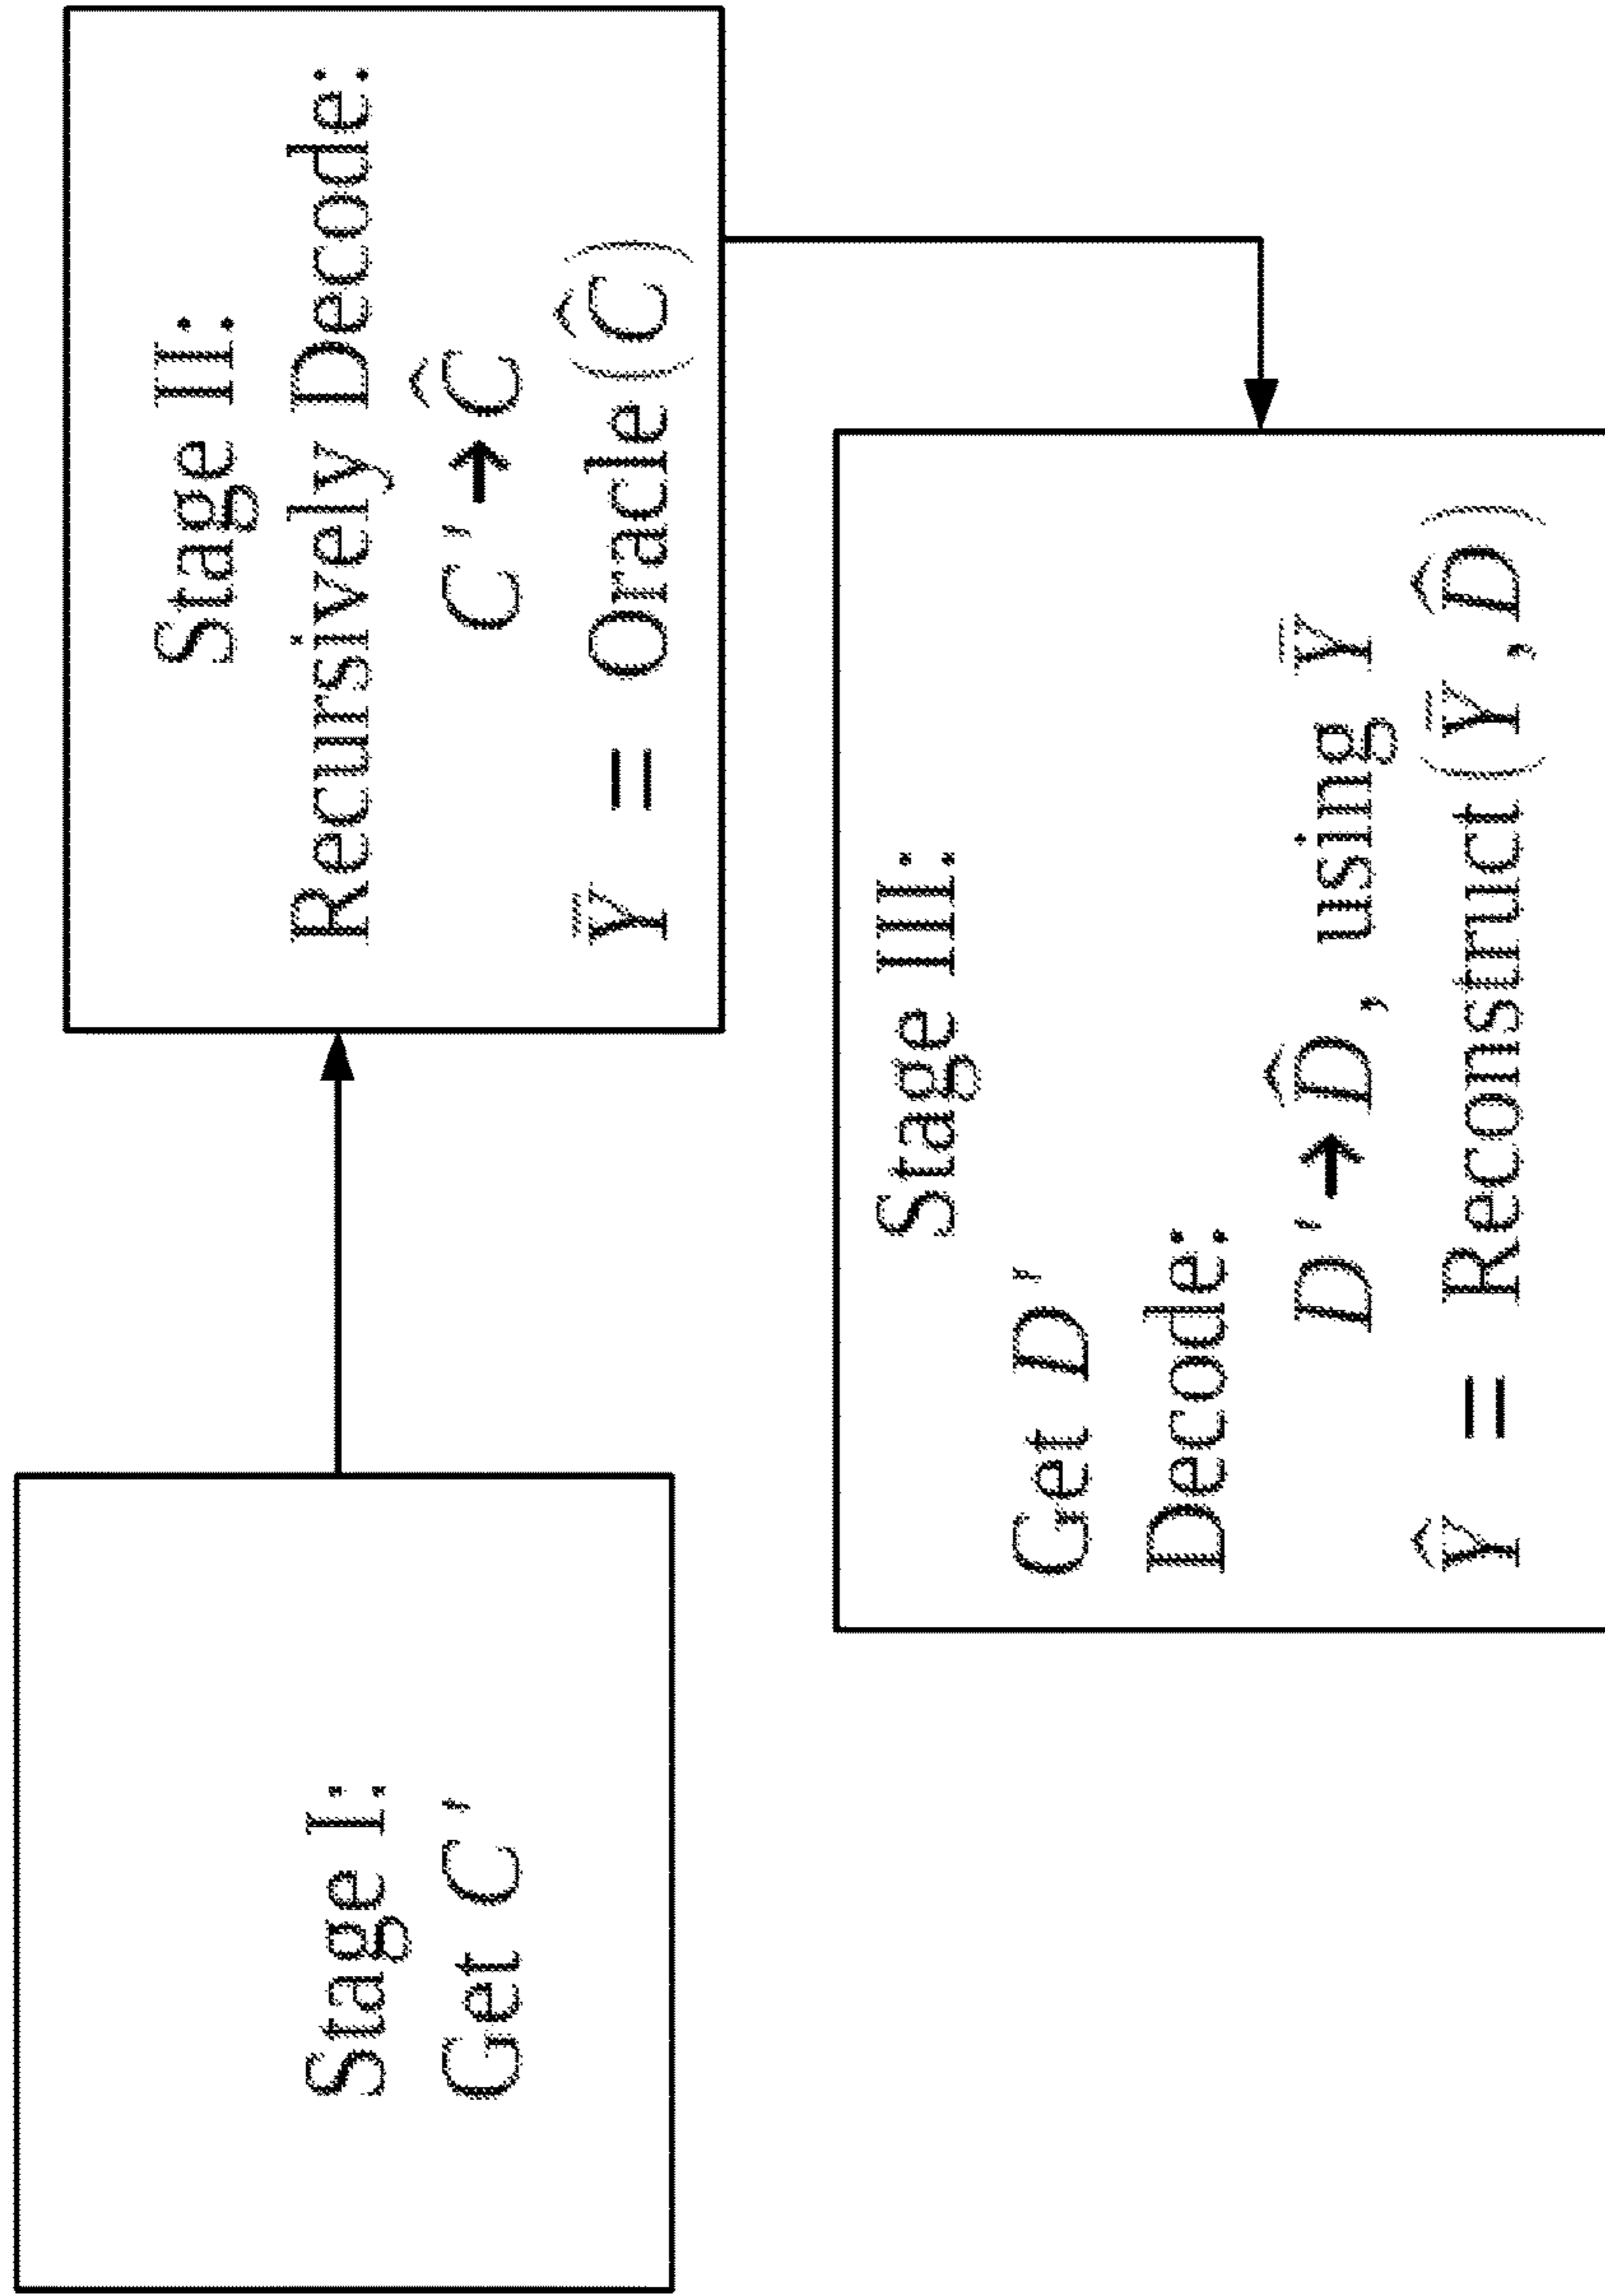 Stage I:
Get C'
Stage II:
Recursively Decode:
C' → Ĉ
Y̅ = Oracle(Ĉ)
Stage III:
Get D'
Decode:
D' → D̂, using Y̅
Ŷ = Reconstruct(Y̅, D̂)